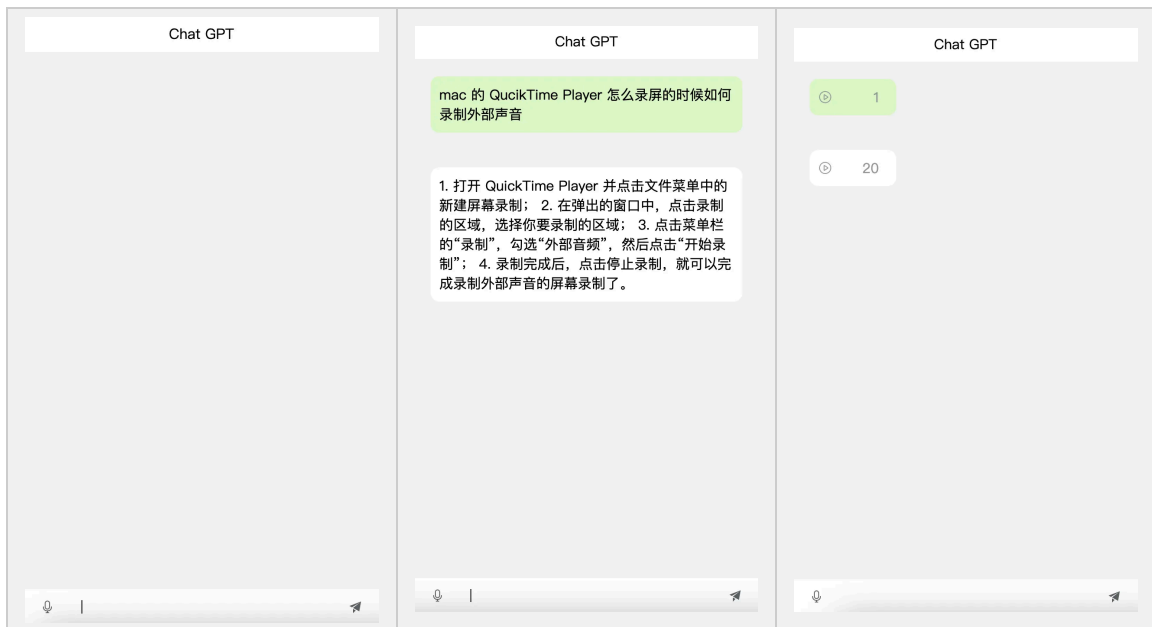 Chat GPT
Chat GPT
mac 的 QucikTime Player 怎么录屏的时候如何
录制外部声音
1. 打开 QuickTime Player 并点击文件菜单中的
新建屏幕录制； 2. 在弹出的窗口中，点击录制
的区域，选择你要录制的区域； 3. 点击菜单栏
的“录制”，勾选“外部音频”，然后点击“开始录
制”； 4. 录制完成后，点击停止录制，就可以完
成录制外部声音的屏幕录制了。
Chat GPT
1
20